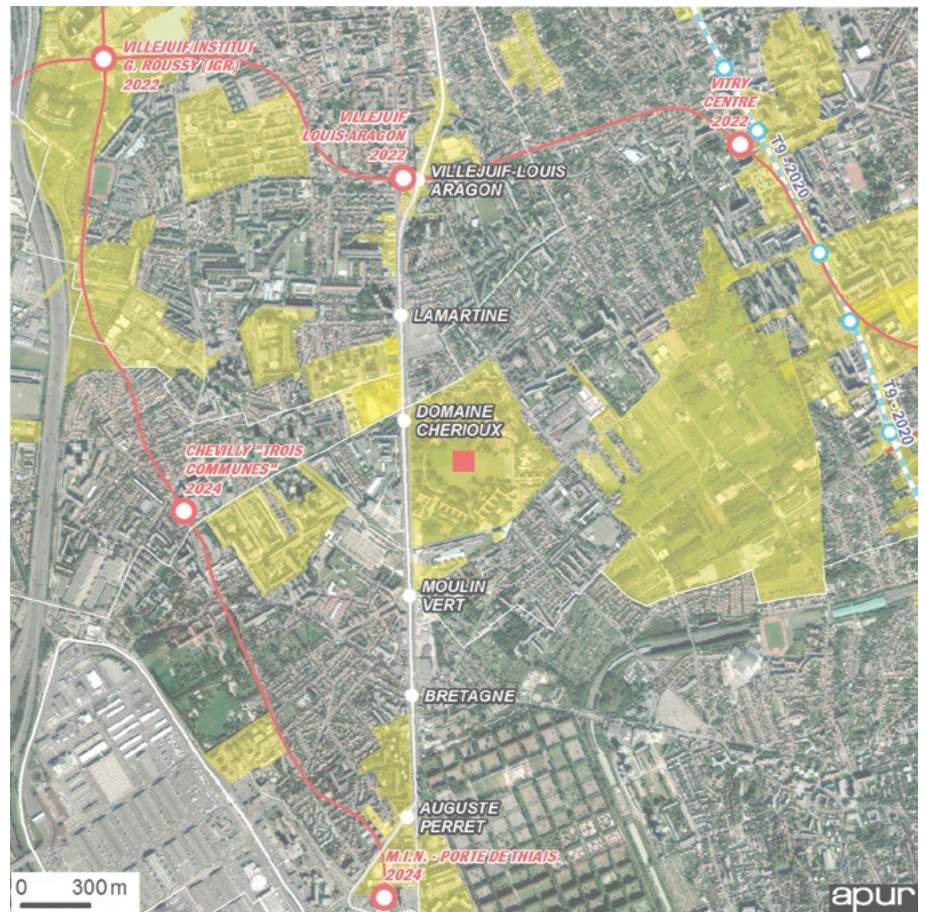 VILLEJUIF INSTITUT
G. ROUSSY (IGR)
2022
VILLEJUIF
LOUIS ARAGON
2022
VITRY
CENTRE
2022
T9 - 2020
VILLEJUIF-LOUIS
ARAGON
LAMARTINE
DOMAINE
CHERIOUX
T9 - 2020
CHEVILLY "TROIS
COMMUNES"
2024
MOULIN
VERT
BRETAGNE
AUGUSTE
PERRET
M.I.N. - PORTE DE THIAIS
2024
0 300 m
apur